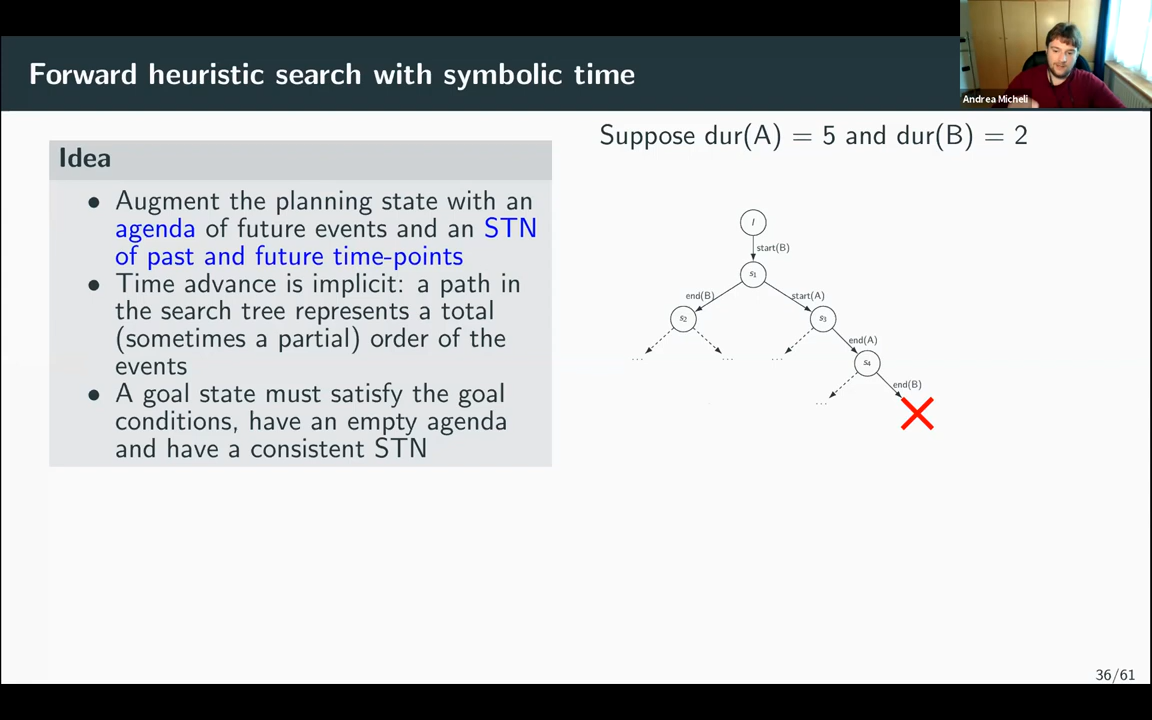 Forward heuristic search with symbolic time
Andrea Micheli
Idea
• Augment the planning state with an
agenda of future events and an STN
of past and future time-points
• Time advance is implicit: a path in
the search tree represents a total
(sometimes a partial) order of the
events
• A goal state must satisfy the goal
conditions, have an empty agenda
and have a consistent STN
Suppose dur(A) = 5 and dur(B) = 2
I
start(B)
s₁
end(B)
start(A)
s₂
s₃
end(A)
...
...
...
s₄
end(B)
...
36/61